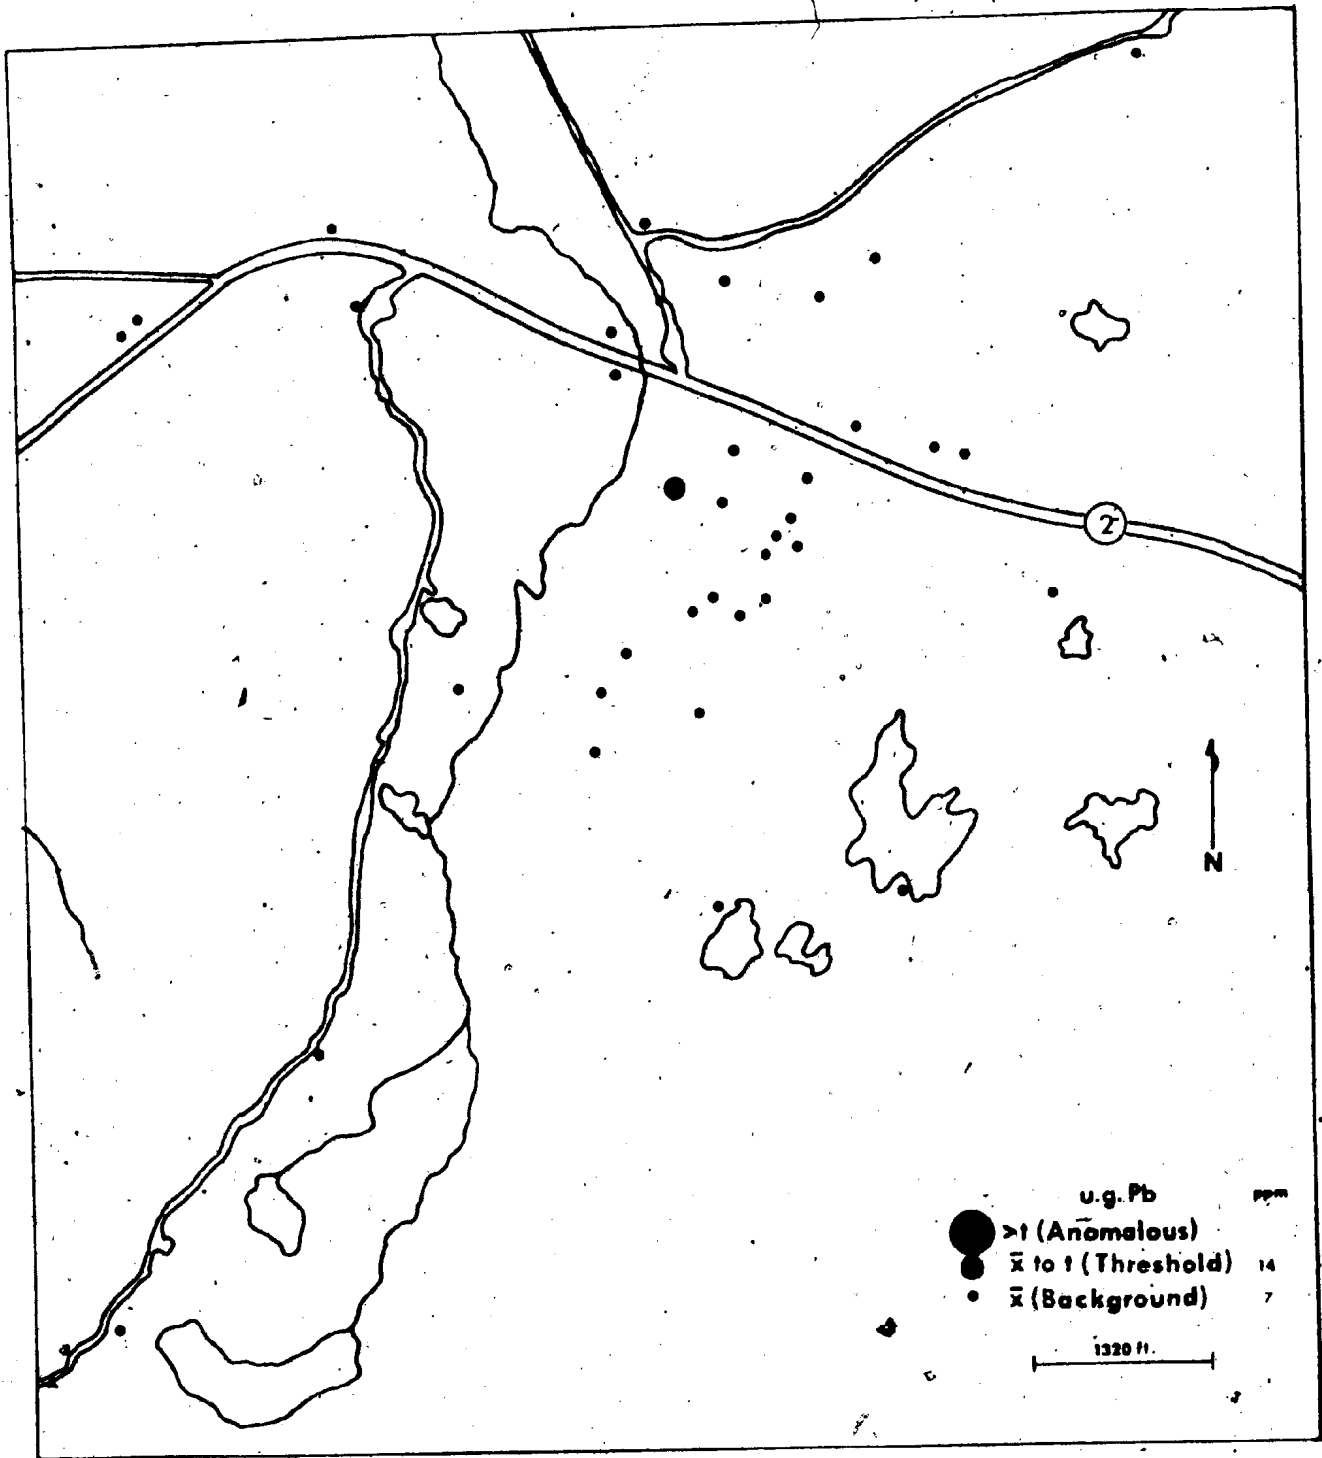 2
N
u.g. Pb ppm
>t (Anomalous)
x̄ to t (Threshold) 14
x̄ (Background) 7
1320 ft.